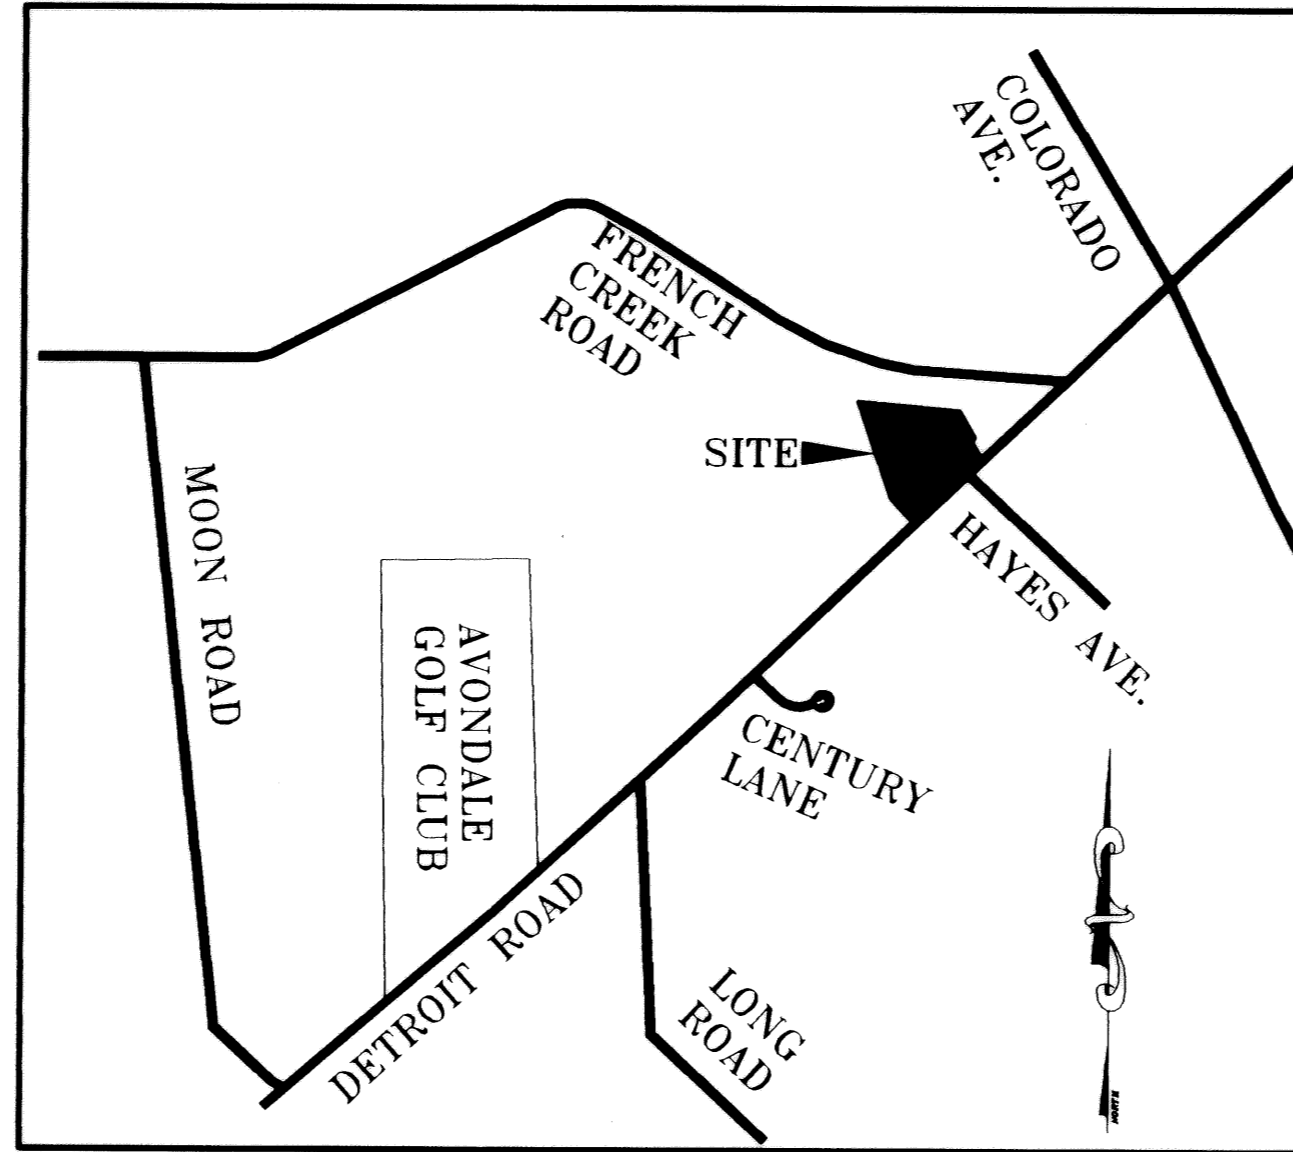 COLORADO
AVE.
FRENCH
CREEK
ROAD
SITE
MOON ROAD
HAYES AVE.
AVONDALE
GOLF CLUB
CENTURY
LANE
DETROIT ROAD
LONG
ROAD
NORTH